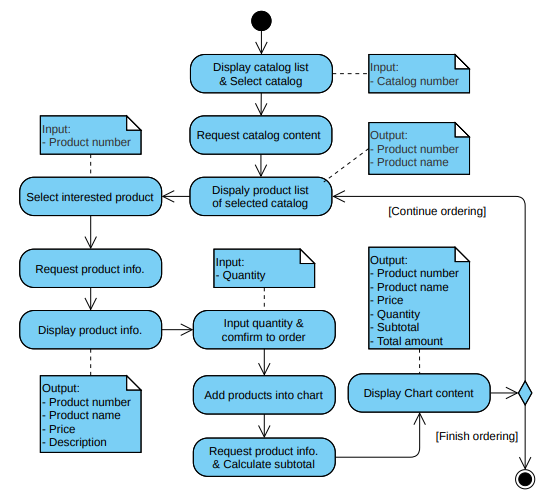 Display catalog list
& Select catalog
Input:
- Catalog number
Request catalog content
Output:
- Product number
- Product name
Input:
- Product number
Dispaly product list
of selected catalog
Select interested product
[Continue ordering]
Request product info.
Input:
- Quantity
Output:
- Product number
- Product name
- Price
- Quantity
- Subtotal
- Total amount
Display product info.
Input quantity &
comfirm to order
Output:
- Product number
- Product name
- Price
- Description
Add products into chart
Display Chart content
Request product info.
& Calculate subtotal
[Finish ordering]